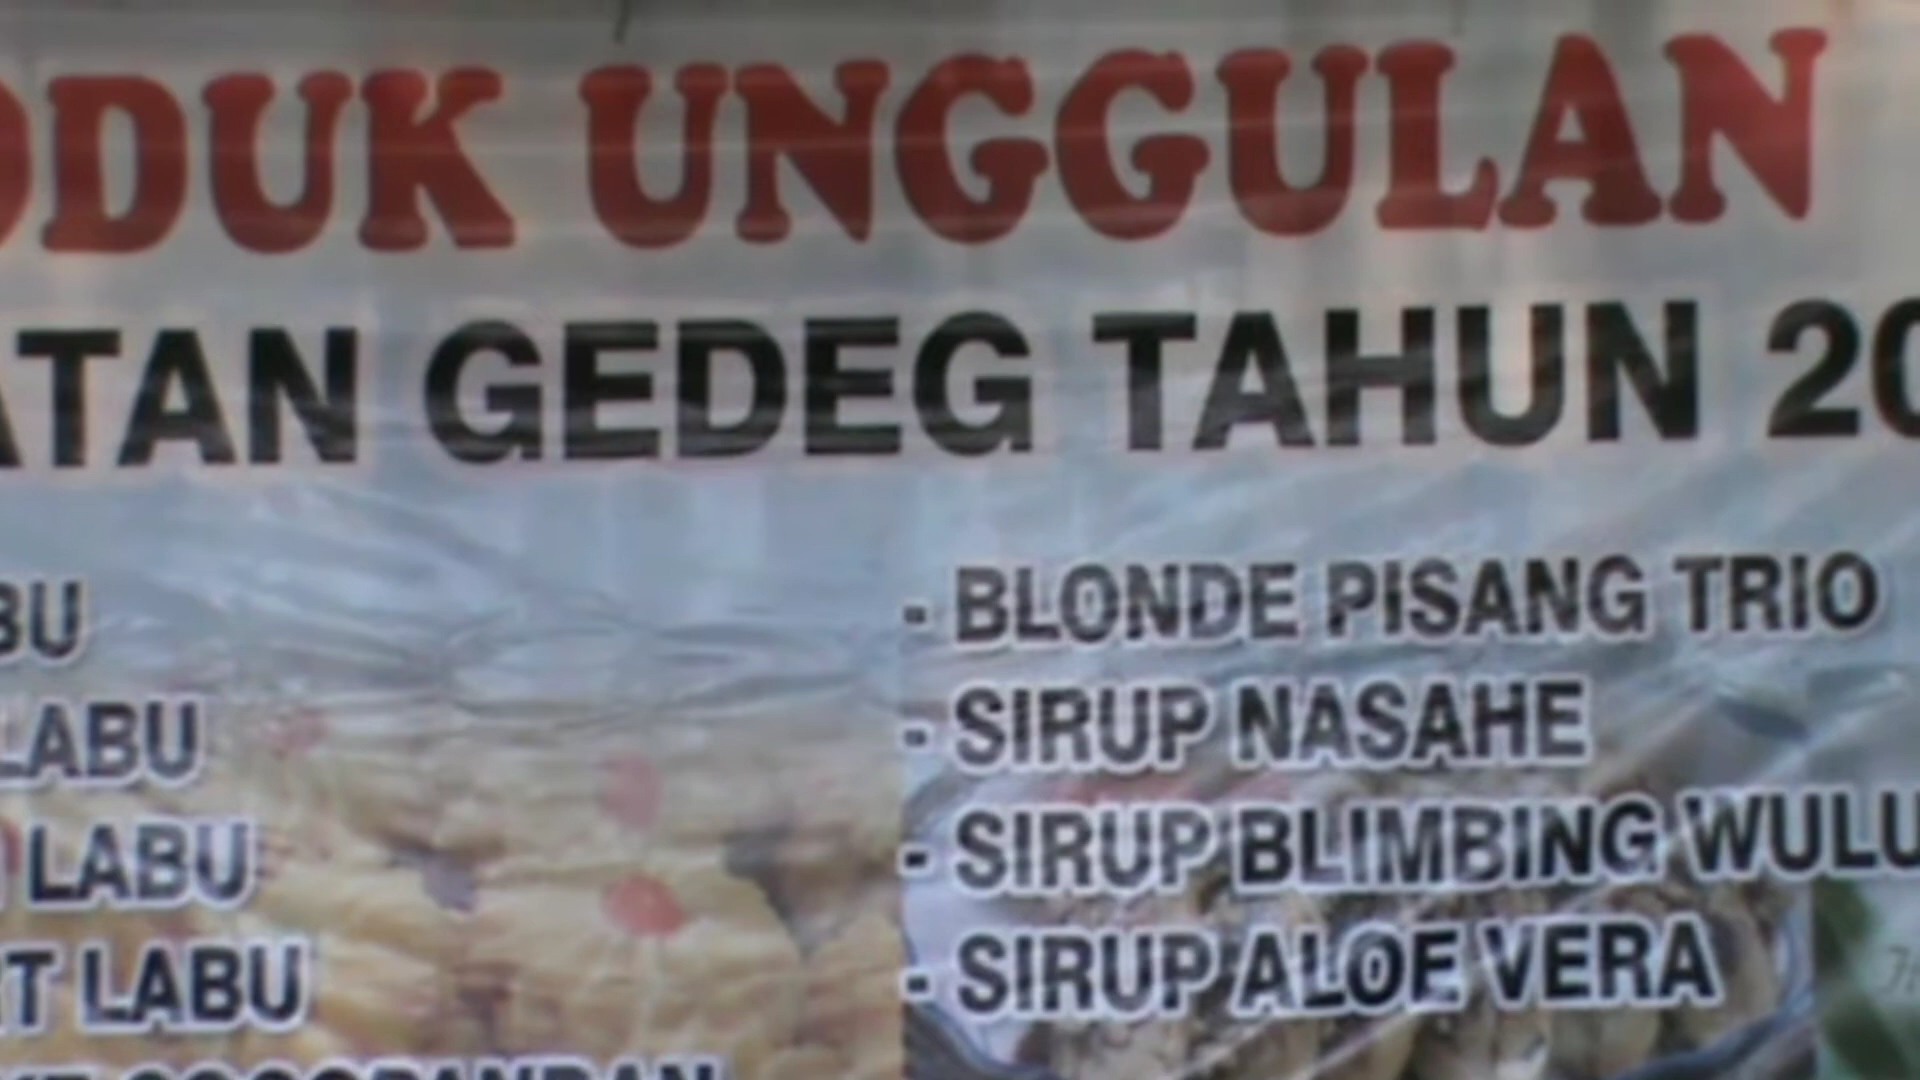 ODUK UNGGULAN
ATAN GEDEG TAHUN 20
BU
LABU
LABU
T LABU
- BLONDE PISANG TRIO
- SIRUP NASAHE
- SIRUP BLIMBING WULU
- SIRUP ALOE VERA